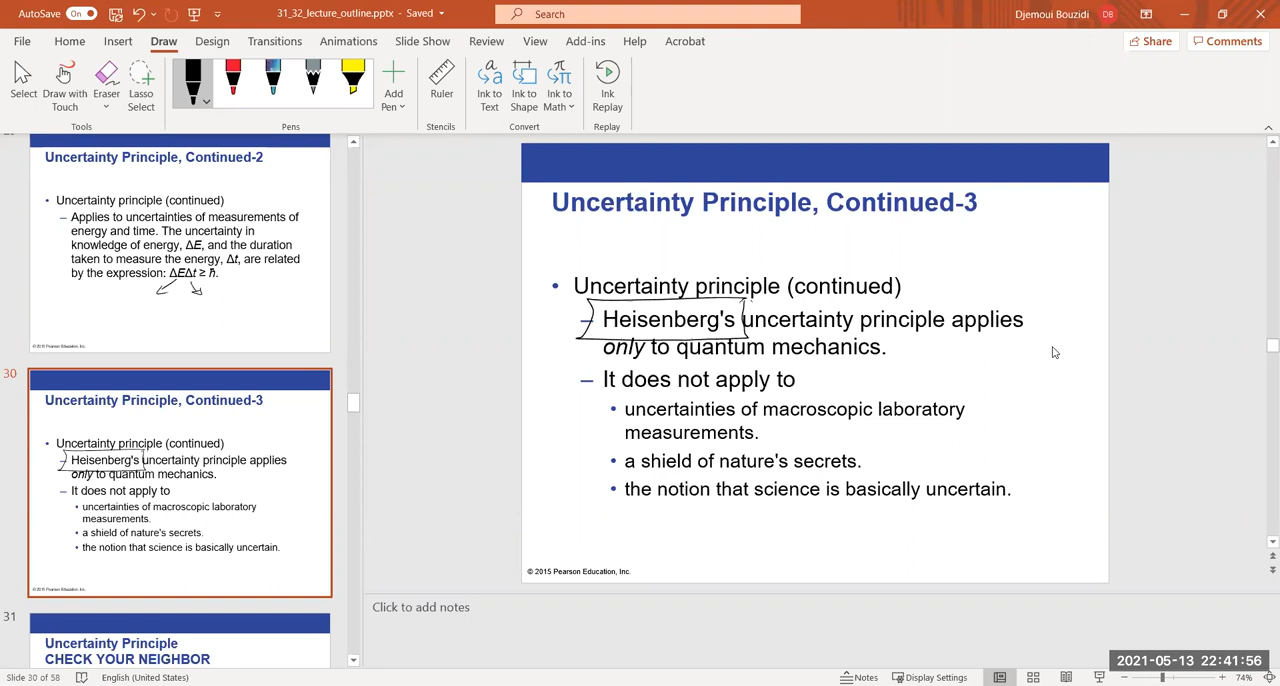 AutoSave On 31_32_lecture_outline.pptx - Saved Search Djemoui Bouzidi DB
File Home Insert Draw Design Transitions Animations Slide Show Review View Add-ins Help Acrobat Share Comments
Select Draw with Touch Eraser Lasso Select Add Pen Ruler Ink to Text Ink to Shape Ink to Math Ink Replay
Tools Pens Stencils Convert Replay
Uncertainty Principle, Continued-2
• Uncertainty principle (continued)
– Applies to uncertainties of measurements of
energy and time. The uncertainty in
knowledge of energy, ΔE, and the duration
taken to measure the energy, Δt, are related
by the expression: ΔEΔt ≥ ℏ.
© 2015 Pearson Education, Inc.
30
Uncertainty Principle, Continued-3
• Uncertainty principle (continued)
– Heisenberg's uncertainty principle applies
only to quantum mechanics.
– It does not apply to
• uncertainties of macroscopic laboratory
measurements.
• a shield of nature's secrets.
• the notion that science is basically uncertain.
© 2015 Pearson Education, Inc.
31
Uncertainty Principle
CHECK YOUR NEIGHBOR
Uncertainty Principle, Continued-3
• Uncertainty principle (continued)
– Heisenberg's uncertainty principle applies
only to quantum mechanics.
– It does not apply to
• uncertainties of macroscopic laboratory
measurements.
• a shield of nature's secrets.
• the notion that science is basically uncertain.
© 2015 Pearson Education, Inc.
Click to add notes
2021-05-13 22:41:56
Slide 30 of 58 English (United States) Notes Display Settings 74%